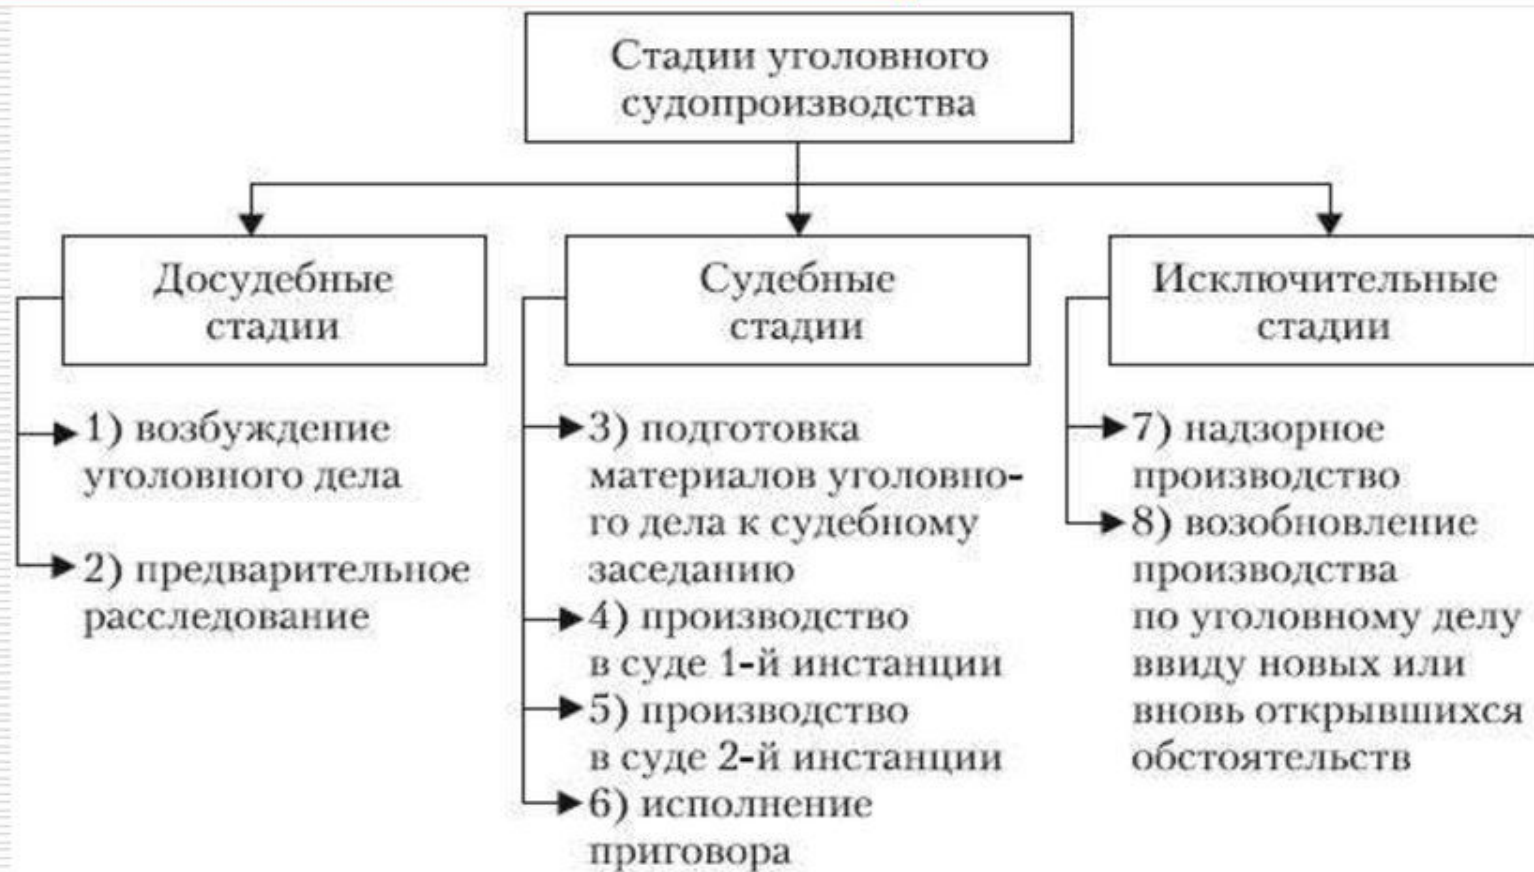 Стадии уголовного
судопроизводства
Досудебные
стадии
1) возбуждение
уголовного дела
2) предварительное
расследование
Судебные
стадии
3) подготовка
материалов уголовно-
го дела к судебному
заседанию
4) производство
в суде 1-й инстанции
5) производство
в суде 2-й инстанции
6) исполнение
приговора
Исключительные
стадии
7) надзорное
производство
8) возобновление
производства
по уголовному делу
ввиду новых или
вновь открывшихся
обстоятельств